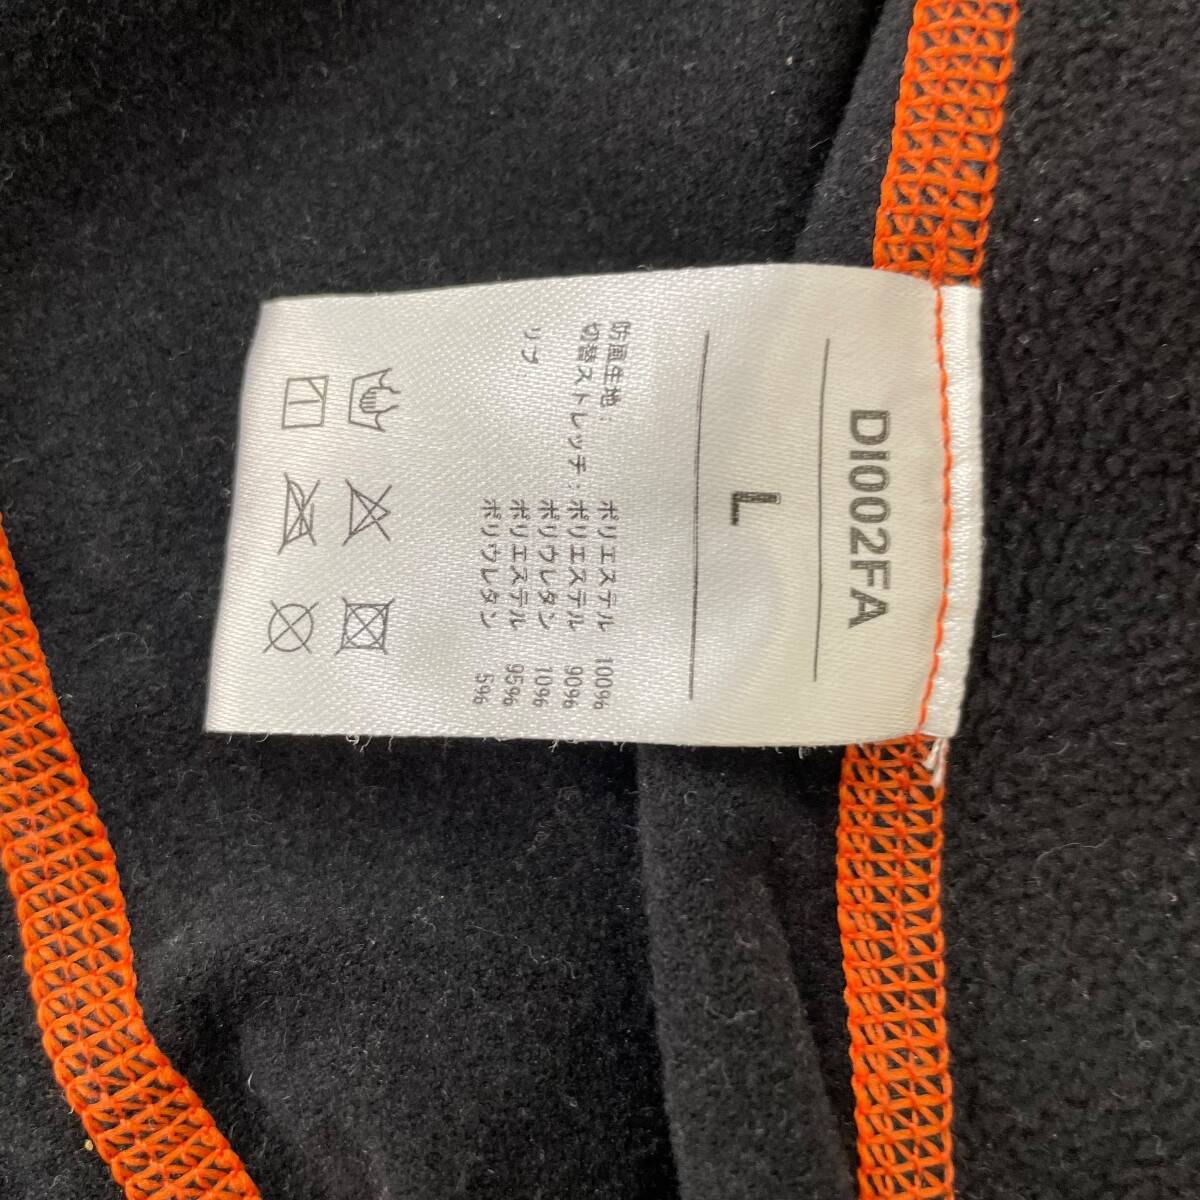 DI002FA
L
防風生地： ポリエステル 100%
切替ストレッチ：ポリエステル 90%
ポリウレタン 10%
リブ ポリエステル 95%
ポリウレタン 5%